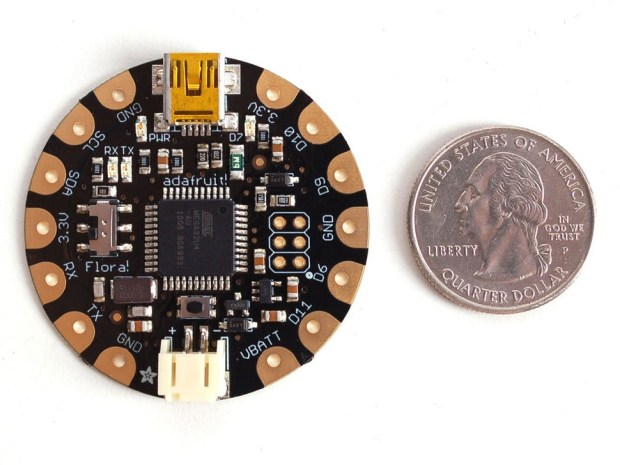 GND
3.3V
SCL
PWR
D7
D10
RX TX
SDA
adafruit!
D9
3.3V
GND
Flora!
RX
D6
TX
D11
GND
+
-
VBATT
UNITED STATES OF AMERICA
LIBERTY
IN
GOD WE
TRUST
P
QUARTER DOLLAR